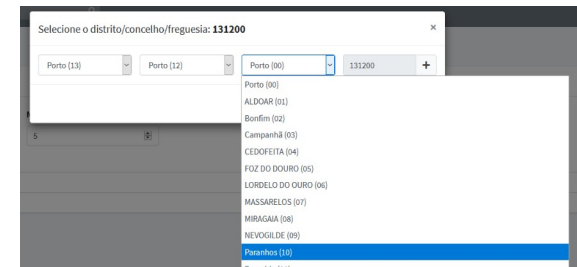 Selecione o distrito/concelho/freguesia: 131200 ×
Porto (13) Porto (12) Porto (00) 131200 +
Porto (00)
ALDOAR (01)
Bonfim (02)
Campanhã (03)
CEDOFEITA (04)
5
FOZ DO DOURO (05)
LORDELO DO OURO (06)
MASSARELOS (07)
MIRAGAIA (08)
NEVOGILDE (09)
Paranhos (10)